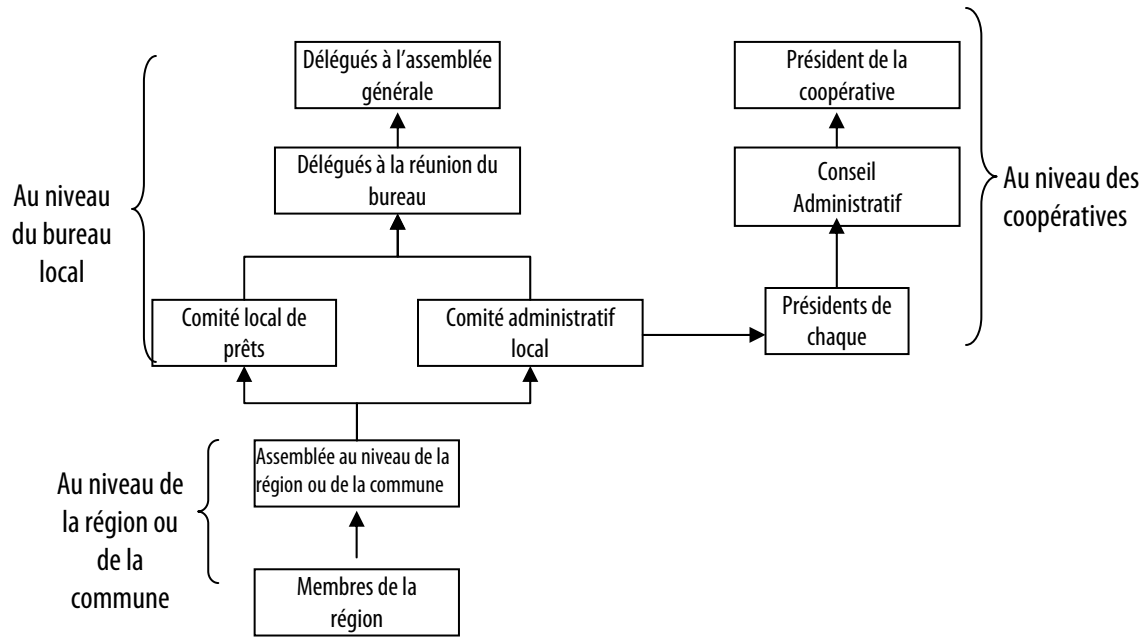 Délégués à l’assemblée
générale
Président de la
coopérative
Délégués à la réunion du
bureau
Conseil
Administratif
Au niveau
du bureau
local
Au niveau des
coopératives
Comité local de
prêts
Comité administratif
local
Présidents de
chaque
Assemblée au niveau de la
région ou de la commune
Au niveau de
la région ou
de la
commune
Membres de la
région